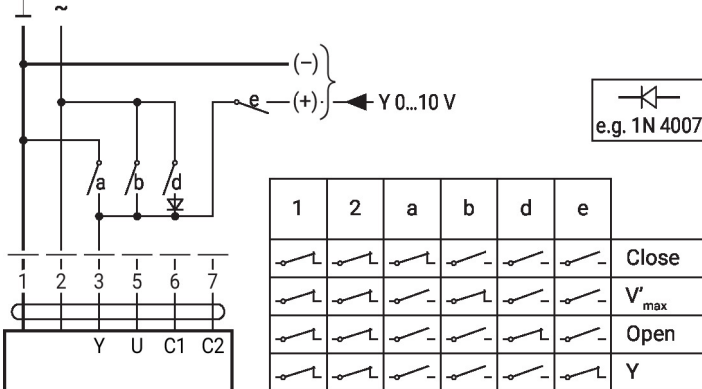 ~
(−)
e (+) Y 0...10 V
e.g. 1N 4007
a b d
1 2 a b d e
Close
V'max
Open
Y
1 2 3 5 6 7
Y U C1 C2